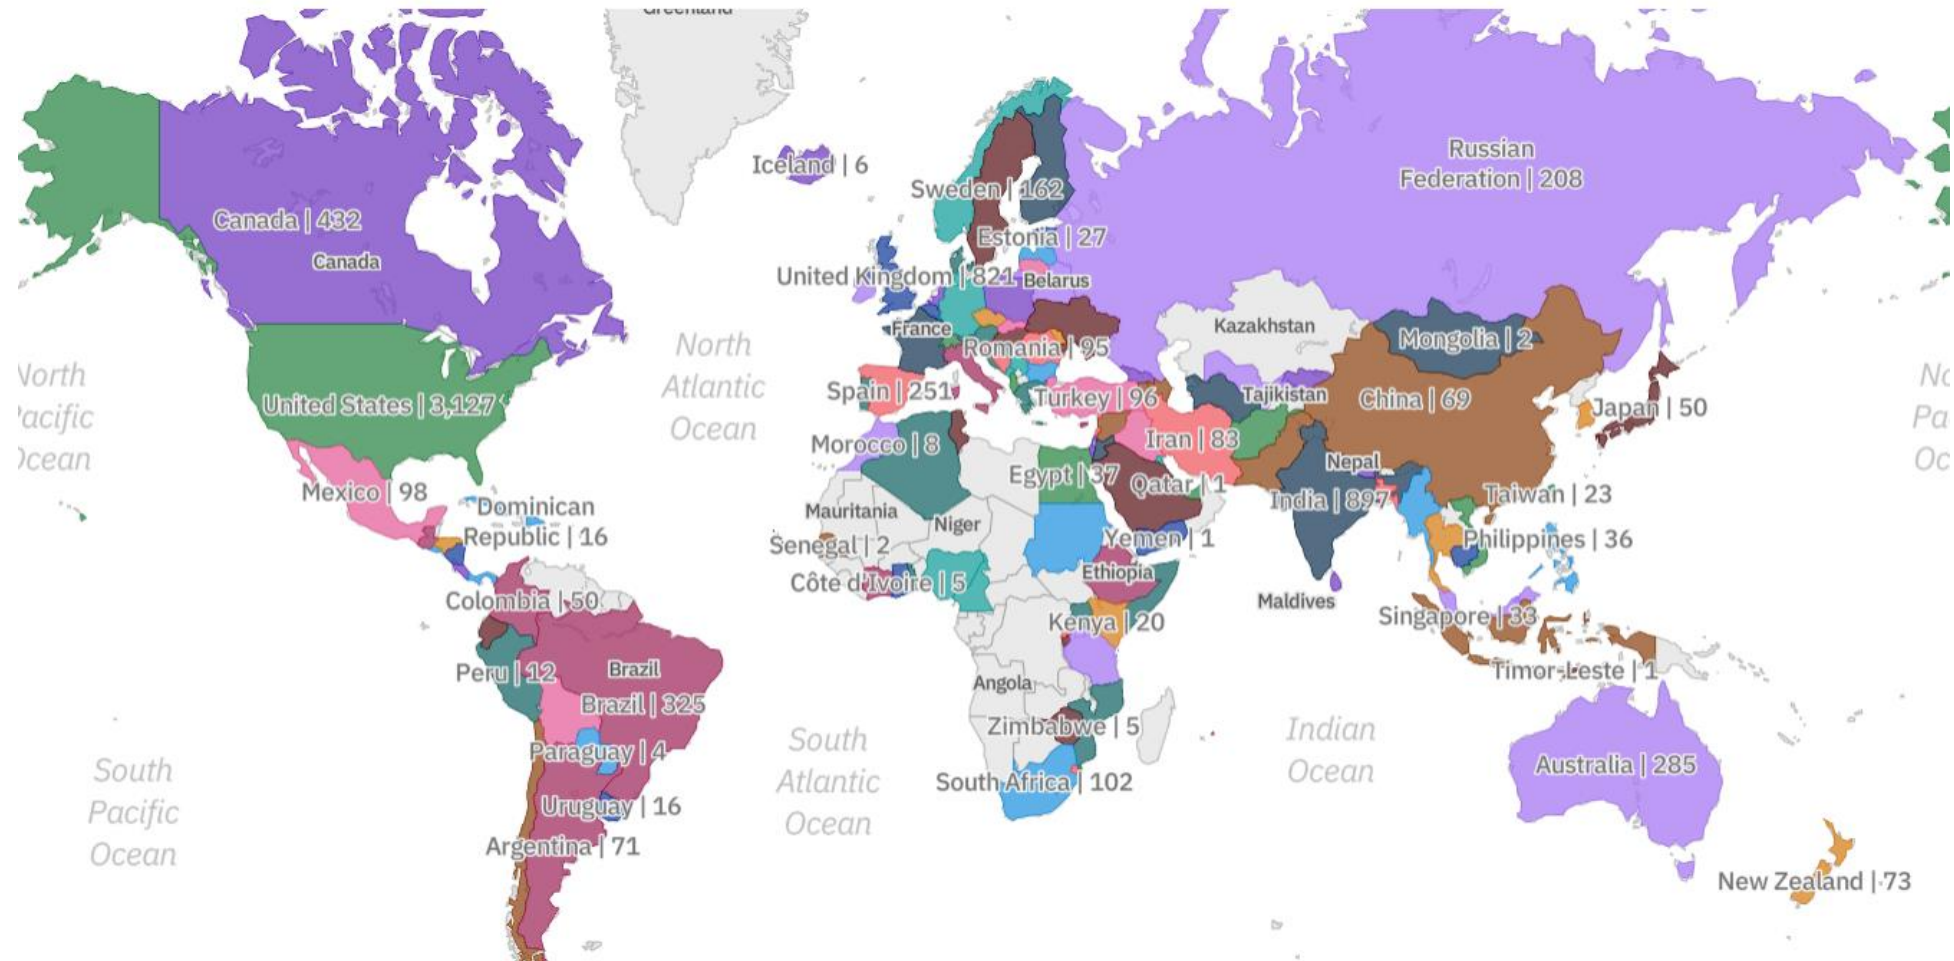 Greenland
Iceland | 6
Russian
Federation | 208
Sweden | 162
Canada | 432
Canada
Estonia | 27
United Kingdom | 821
Belarus
France
Kazakhstan
Mongolia | 2
North
Atlantic
Ocean
Romania | 95
North
Pacific
Ocean
United States | 3,127
Spain | 251
Turkey | 96
Tajikistan
China | 69
Japan | 50
No
Pa
Oc
Morocco | 8
Iran | 83
Egypt | 37
Qatar | 1
Nepal
India | 897
Taiwan | 23
Mexico | 98
Dominican
Republic | 16
Mauritania
Niger
Senegal | 2
Yemen | 1
Philippines | 36
Côte d'Ivoire | 5
Ethiopia
Colombia | 50
Maldives
Kenya | 20
Singapore | 33
Peru | 12
Brazil
Brazil | 325
Angola
Timor-Leste | 1
Zimbabwe | 5
South
Atlantic
Ocean
Indian
Ocean
Paraguay | 4
South Africa | 102
Australia | 285
South
Pacific
Ocean
Uruguay | 16
Argentina | 71
New Zealand | 73